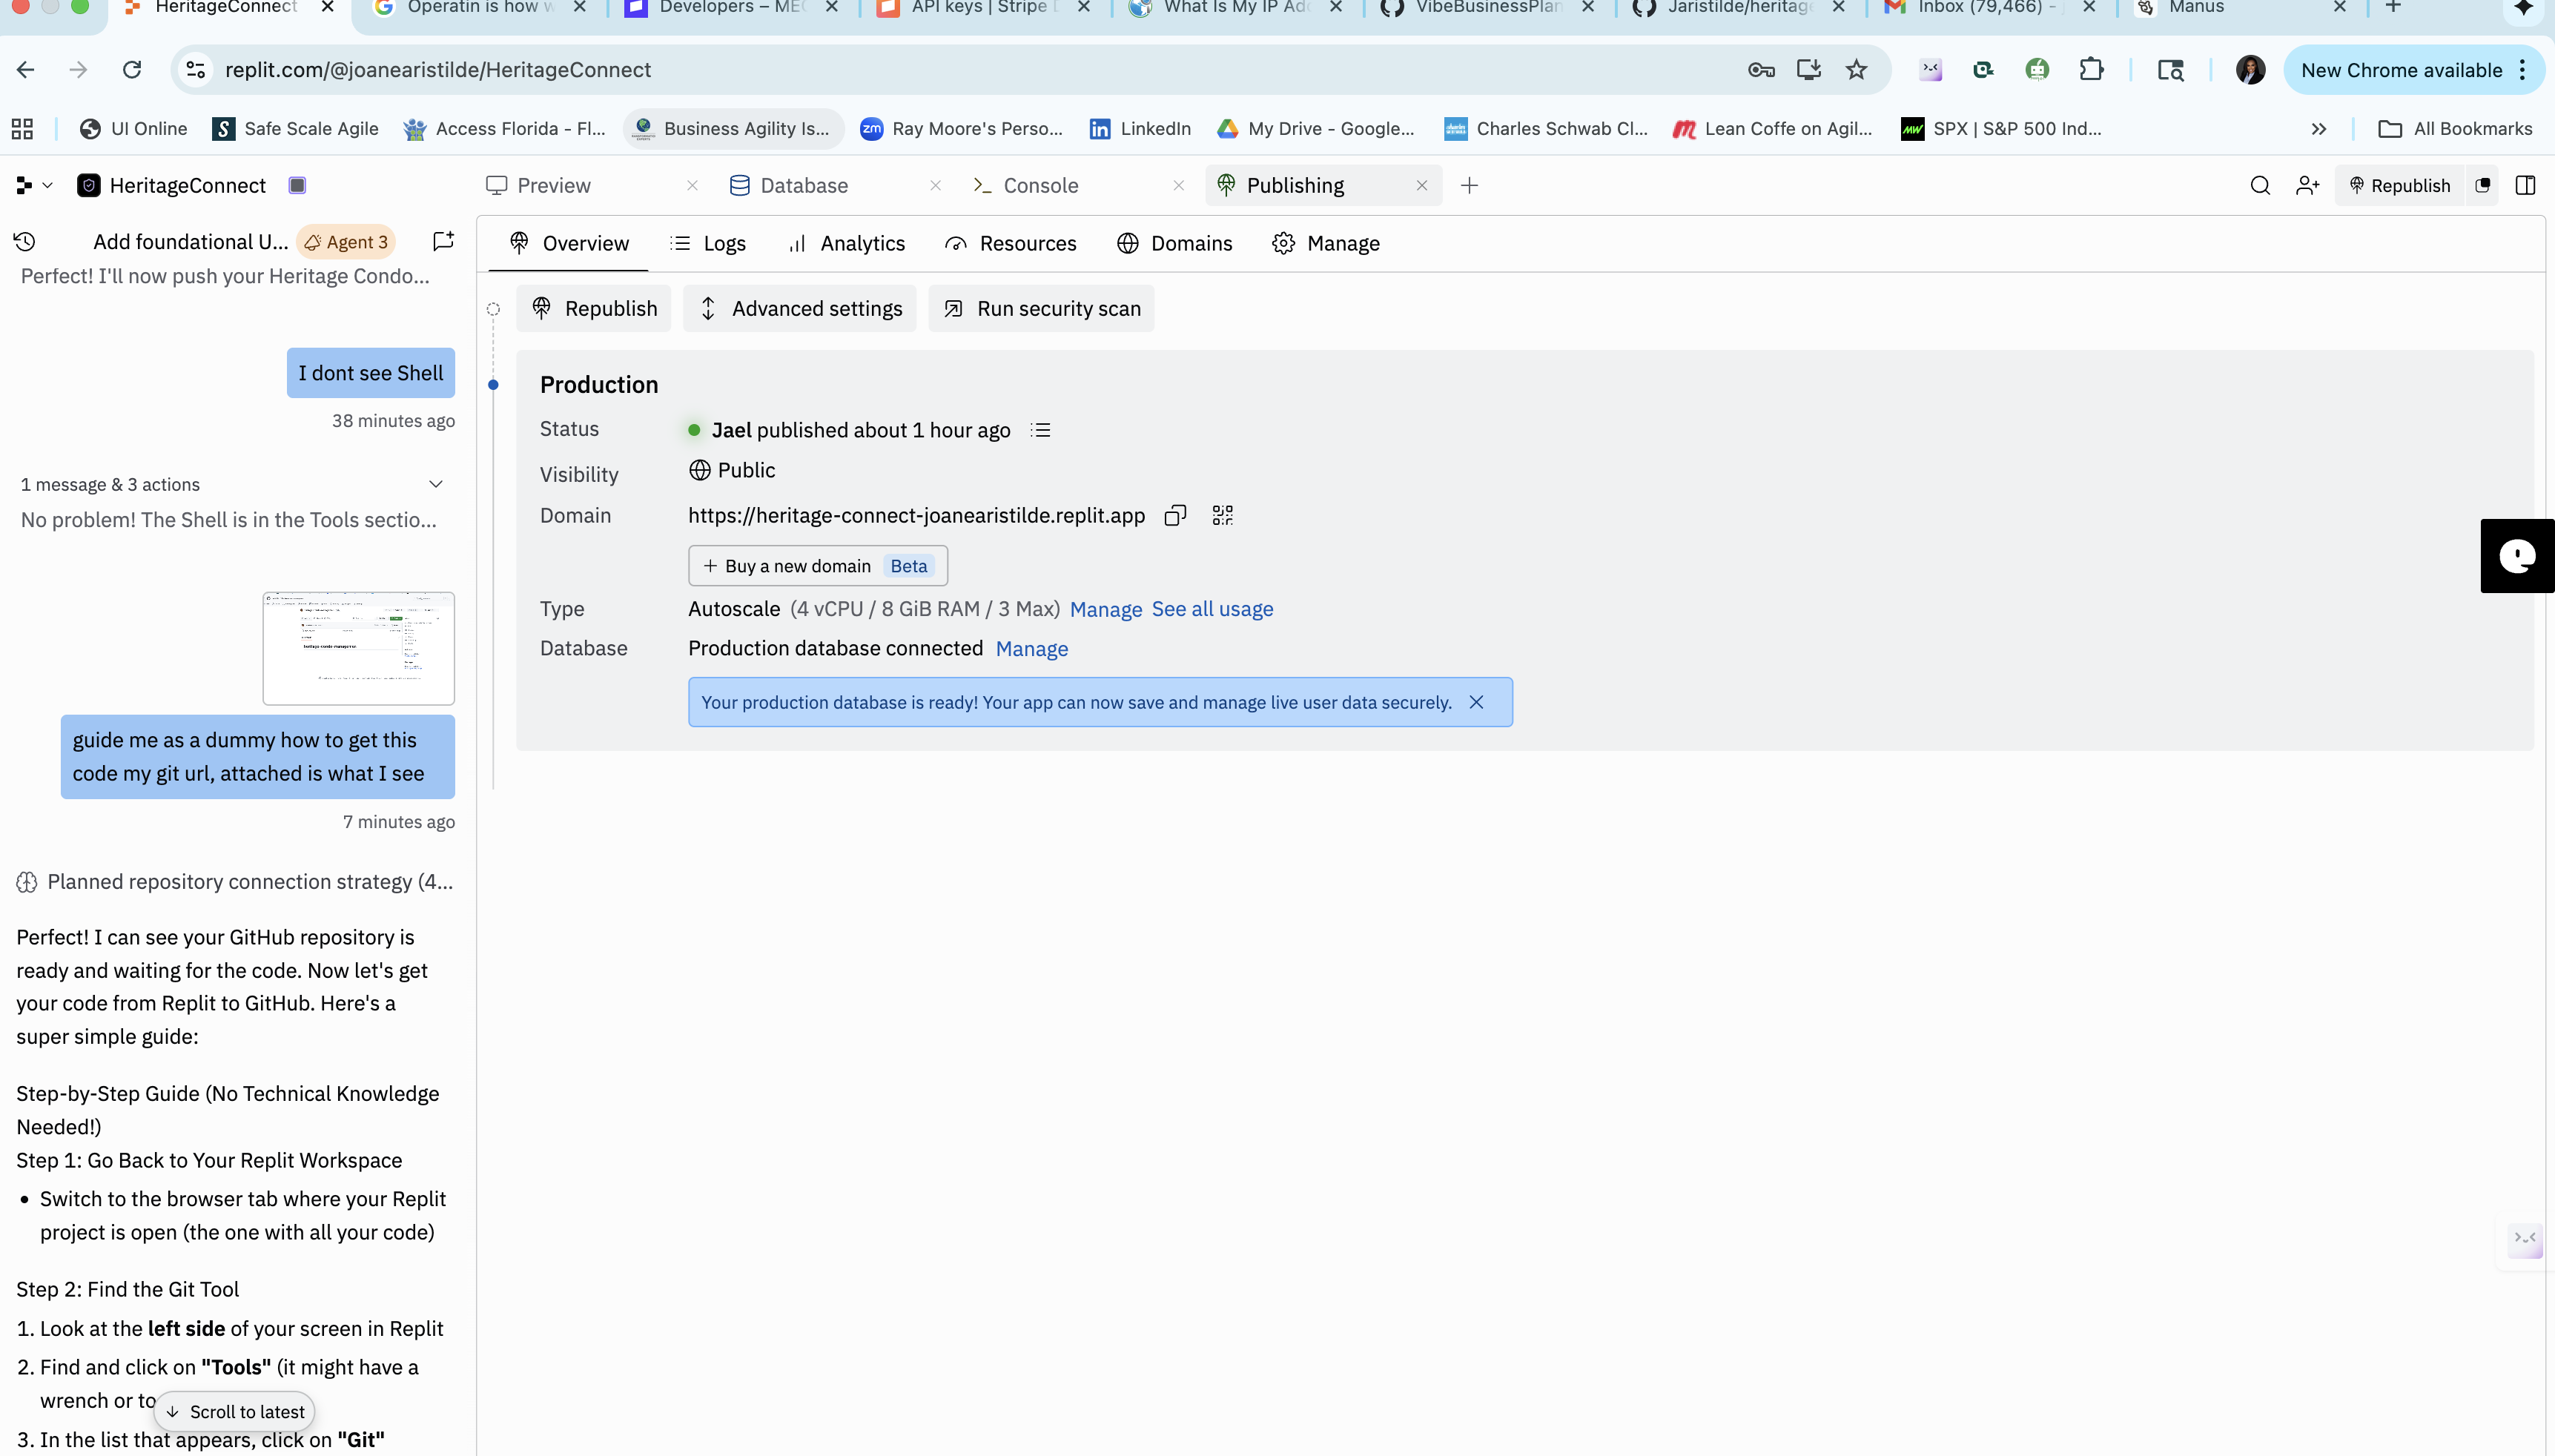 HeritageConnect
Operatin is how w
Developers – MEC
API keys | Stripe D
What Is My IP Add
VibeBusinessPlan
Jaristilde/heritage
Inbox (79,466) -
Manus
replit.com/@joanearistilde/HeritageConnect
New Chrome available
UI Online
Safe Scale Agile
Access Florida - Fl...
Business Agility Is...
zm Ray Moore's Perso...
LinkedIn
My Drive - Google...
Charles Schwab Cl...
Lean Coffe on Agil...
MW SPX | S&P 500 Ind...
All Bookmarks
HeritageConnect
Preview
Database
Console
Publishing
Republish
Add foundational U...
Agent 3
Perfect! I'll now push your Heritage Condo...
I dont see Shell
38 minutes ago
1 message & 3 actions
No problem! The Shell is in the Tools sectio...
guide me as a dummy how to get this
code my git url, attached is what I see
7 minutes ago
Planned repository connection strategy (4...
Perfect! I can see your GitHub repository is
ready and waiting for the code. Now let's get
your code from Replit to GitHub. Here's a
super simple guide:
Step-by-Step Guide (No Technical Knowledge
Needed!)
Step 1: Go Back to Your Replit Workspace
• Switch to the browser tab where your Replit
project is open (the one with all your code)
Step 2: Find the Git Tool
1. Look at the left side of your screen in Replit
2. Find and click on "Tools" (it might have a
wrench or to
Scroll to latest
3. In the list that appears, click on "Git"
Overview
Logs
Analytics
Resources
Domains
Manage
Republish
Advanced settings
Run security scan
Production
Status
Jael published about 1 hour ago
Visibility
Public
Domain
https://heritage-connect-joanearistilde.replit.app
+ Buy a new domain Beta
Type
Autoscale (4 vCPU / 8 GiB RAM / 3 Max) Manage See all usage
Database
Production database connected Manage
Your production database is ready! Your app can now save and manage live user data securely.